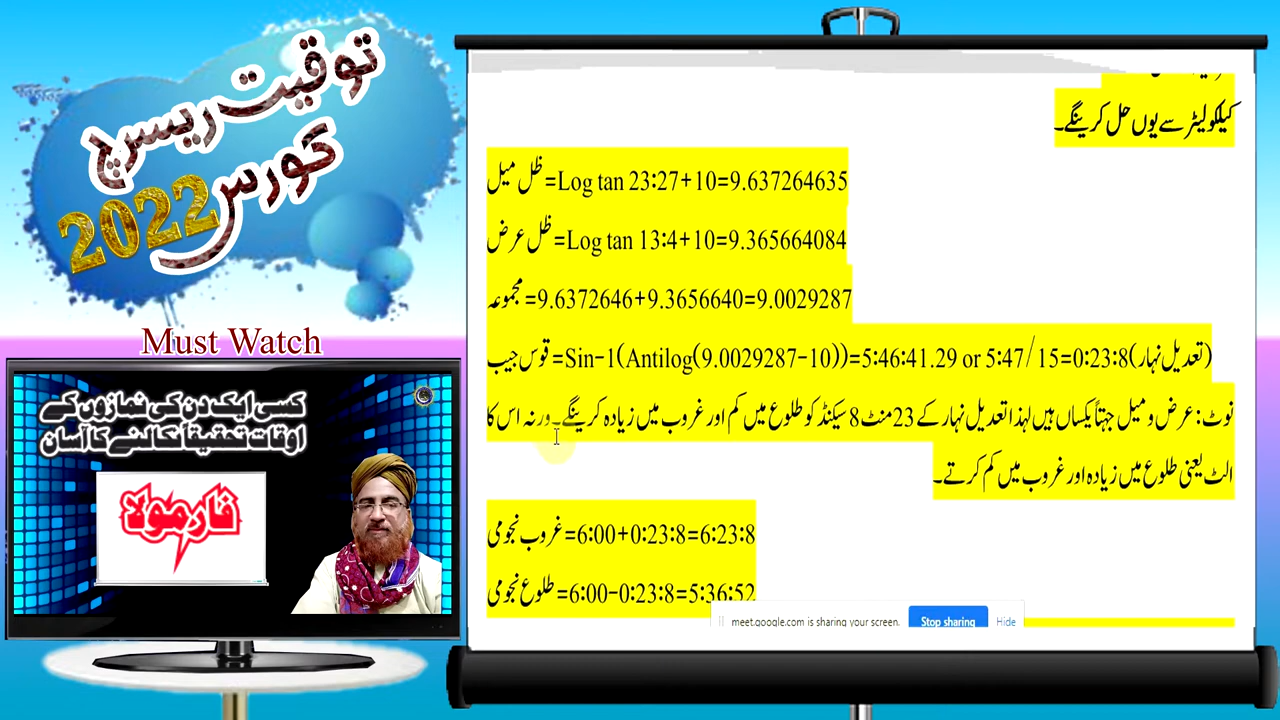 توقیت ریسرچ
کورس
2022
Must Watch
کسی ایک دن کی نمازوں کے
اوقات تحقیقاً نکالنے کا آسان
فارمولا
کیلکولیٹر سے یوں حل کرینگے۔
ظل میل=Log tan 23:27+10=9.637264635
ظل عرض=Log tan 13:4+10=9.365664084
مجموعہ=9.6372646+9.3656640=9.0029287
قوس جیب=Sin-1(Antilog(9.0029287-10))=5:46:41.29 or 5:47/15=0:23:8(تعدیل نہار)
نوٹ: عرض و میل جہتاً یکساں ہیں لہذا تعدیل نہار کے 23 منٹ 8 سیکنڈ کو طلوع میں کم اور غروب میں زیادہ کرینگے۔ ورنہ اس کا
الٹ یعنی طلوع میں زیادہ اور غروب میں کم کرتے۔
غروب نجومی=6:00+0:23:8=6:23:8
طلوع نجومی=6:00-0:23:8=5:36:52
meet.google.com is sharing your screen.
Stop sharing
Hide